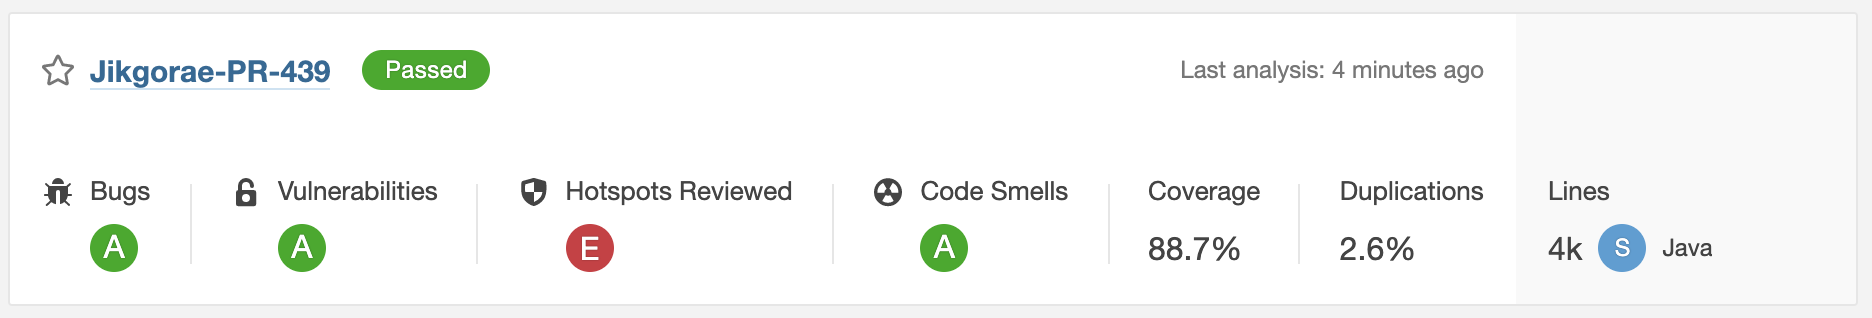 Jikgorae-PR-439 Passed Last analysis: 4 minutes ago
Bugs Vulnerabilities Hotspots Reviewed Code Smells Coverage Duplications Lines
A A E A 88.7% 2.6% 4k S Java